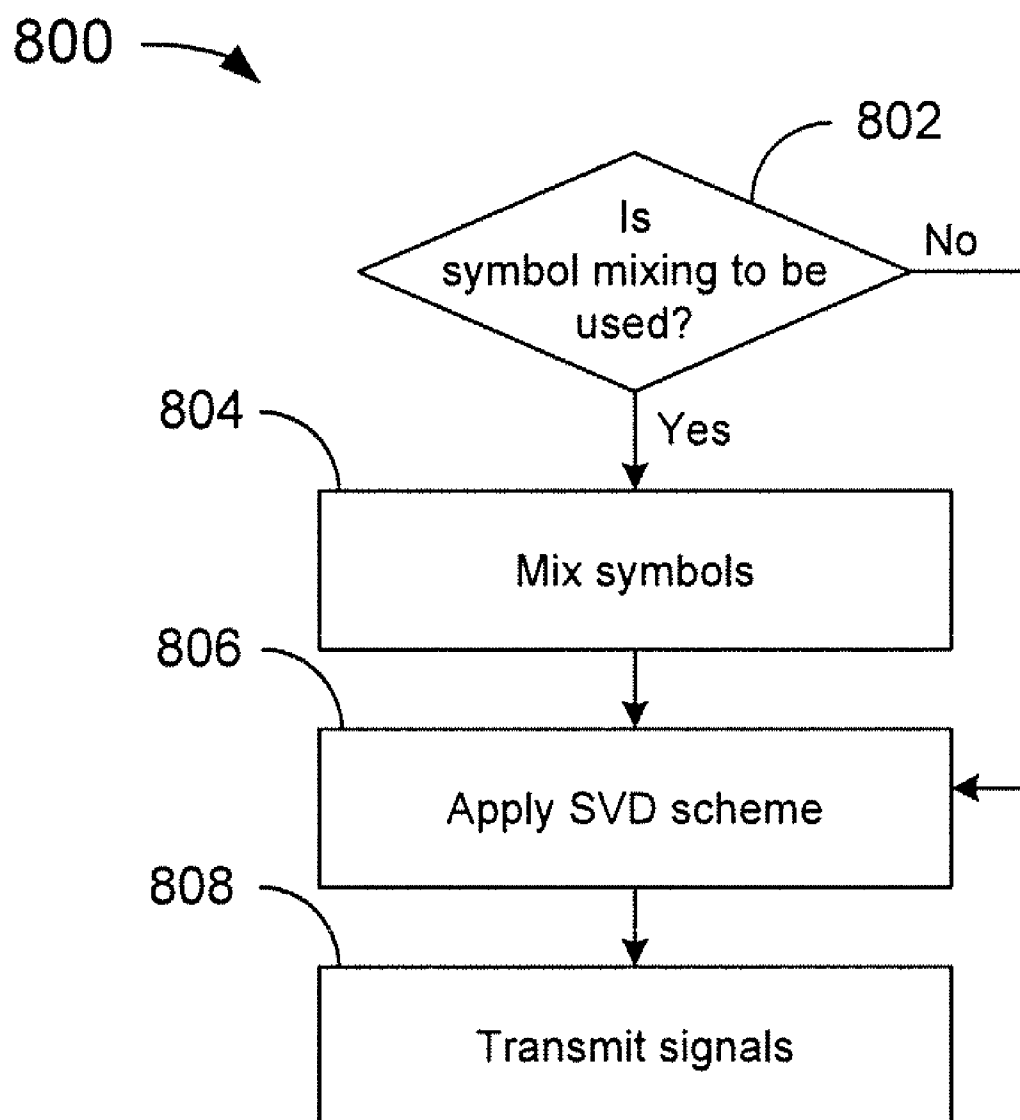 800
802
Is
symbol mixing to be
used?
No
Yes
804
Mix symbols
806
Apply SVD scheme
808
Transmit signals